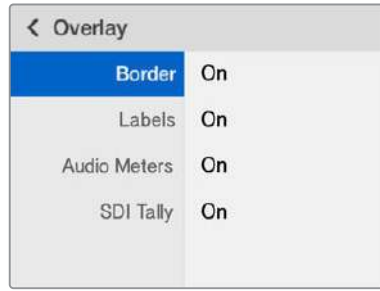 Overlay
Border On
Labels On
Audio Meters On
SDI Tally On